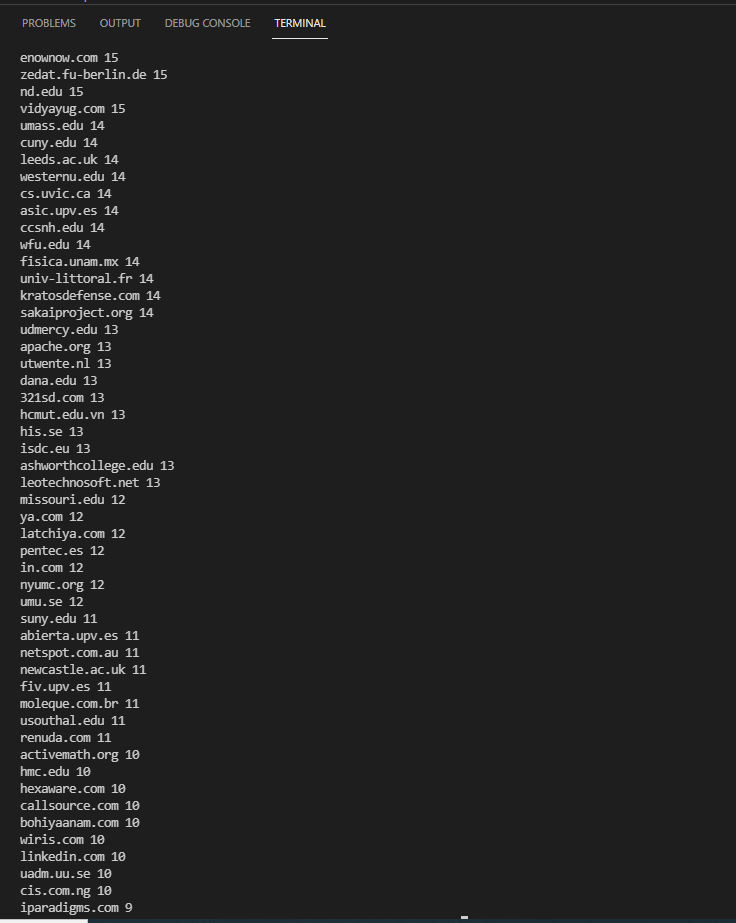 PROBLEMS OUTPUT DEBUG CONSOLE TERMINAL
enownow.com 15
zedat.fu-berlin.de 15
nd.edu 15
vidyayug.com 15
umass.edu 14
cuny.edu 14
leeds.ac.uk 14
westernu.edu 14
cs.uvic.ca 14
asic.upv.es 14
ccsnh.edu 14
wfu.edu 14
fisica.unam.mx 14
univ-littoral.fr 14
kratosdefense.com 14
sakaiproject.org 14
udmercy.edu 13
apache.org 13
utwente.nl 13
dana.edu 13
321sd.com 13
hcmut.edu.vn 13
his.se 13
isdc.eu 13
ashworthcollege.edu 13
leotechnosoft.net 13
missouri.edu 12
ya.com 12
latchiya.com 12
pentec.es 12
in.com 12
nyumc.org 12
umu.se 12
suny.edu 11
abierta.upv.es 11
netspot.com.au 11
newcastle.ac.uk 11
fiv.upv.es 11
moleque.com.br 11
usouthal.edu 11
renuda.com 11
activemath.org 10
hmc.edu 10
hexaware.com 10
callsource.com 10
bohiyaanam.com 10
wiris.com 10
linkedin.com 10
uadm.uu.se 10
cis.com.ng 10
iparadigms.com 9